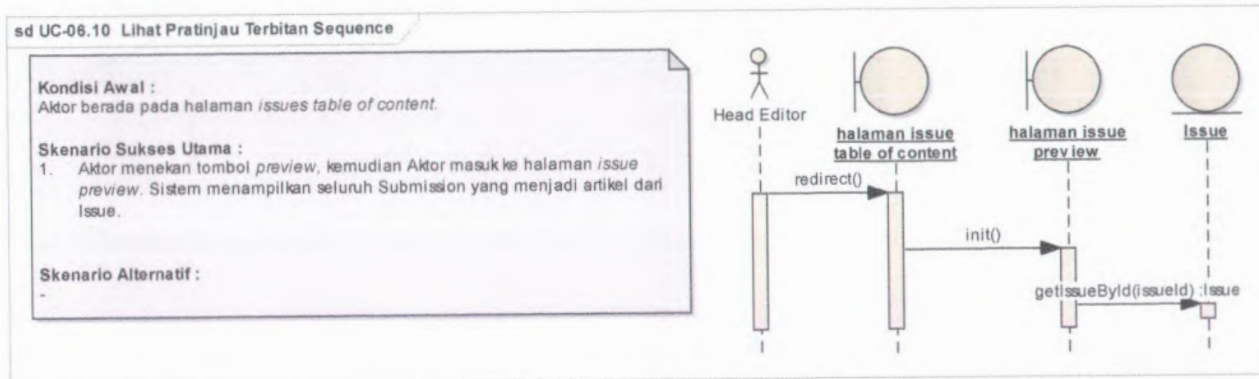 sd UC-06.10 Lihat Pratinjau Terbitan Sequence
Kondisi Awal :
Aktor berada pada halaman issues table of content.
Skenario Sukses Utama :
1. Aktor menekan tombol preview, kemudian Aktor masuk ke halaman issue
preview. Sistem menampilkan seluruh Submission yang menjadi artikel dari
Issue.
Skenario Alternatif :
-
Head Editor
halaman issue
table of content
halaman issue
preview
Issue
redirect()
init()
getIssueById(issueId) :Issue